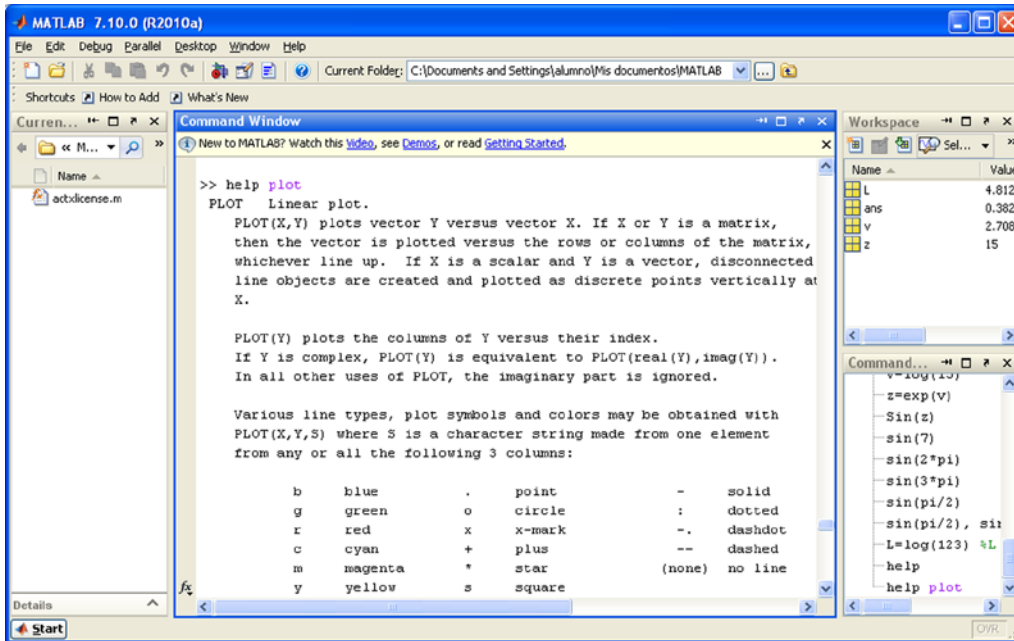 MATLAB 7.10.0 (R2010a)
File Edit Debug Parallel Desktop Window Help
Current Folder: C:\Documents and Settings\alumno\Mis documentos\MATLAB
Shortcuts How to Add What's New
Curren...
« M...
Name
actxlicense.m
Details
Command Window
New to MATLAB? Watch this Video, see Demos, or read Getting Started.
>> help plot
PLOT Linear plot.
PLOT(X,Y) plots vector Y versus vector X. If X or Y is a matrix,
then the vector is plotted versus the rows or columns of the matrix,
whichever line up. If X is a scalar and Y is a vector, disconnected
line objects are created and plotted as discrete points vertically at
X.
PLOT(Y) plots the columns of Y versus their index.
If Y is complex, PLOT(Y) is equivalent to PLOT(real(Y),imag(Y)).
In all other uses of PLOT, the imaginary part is ignored.
Various line types, plot symbols and colors may be obtained with
PLOT(X,Y,S) where S is a character string made from one element
from any or all the following 3 columns:
b blue . point - solid
g green o circle : dotted
r red x x-mark -. dashdot
c cyan + plus -- dashed
m magenta * star (none) no line
y yellow s square
fx
Workspace
Sel...
Name Value
L 4.812
ans 0.382
v 2.708
z 15
Command...
v=log(15)
z=exp(v)
Sin(z)
sin(7)
sin(2*pi)
sin(3*pi)
sin(pi/2)
sin(pi/2), sin
L=log(123) %L
help
help plot
Start
OVR